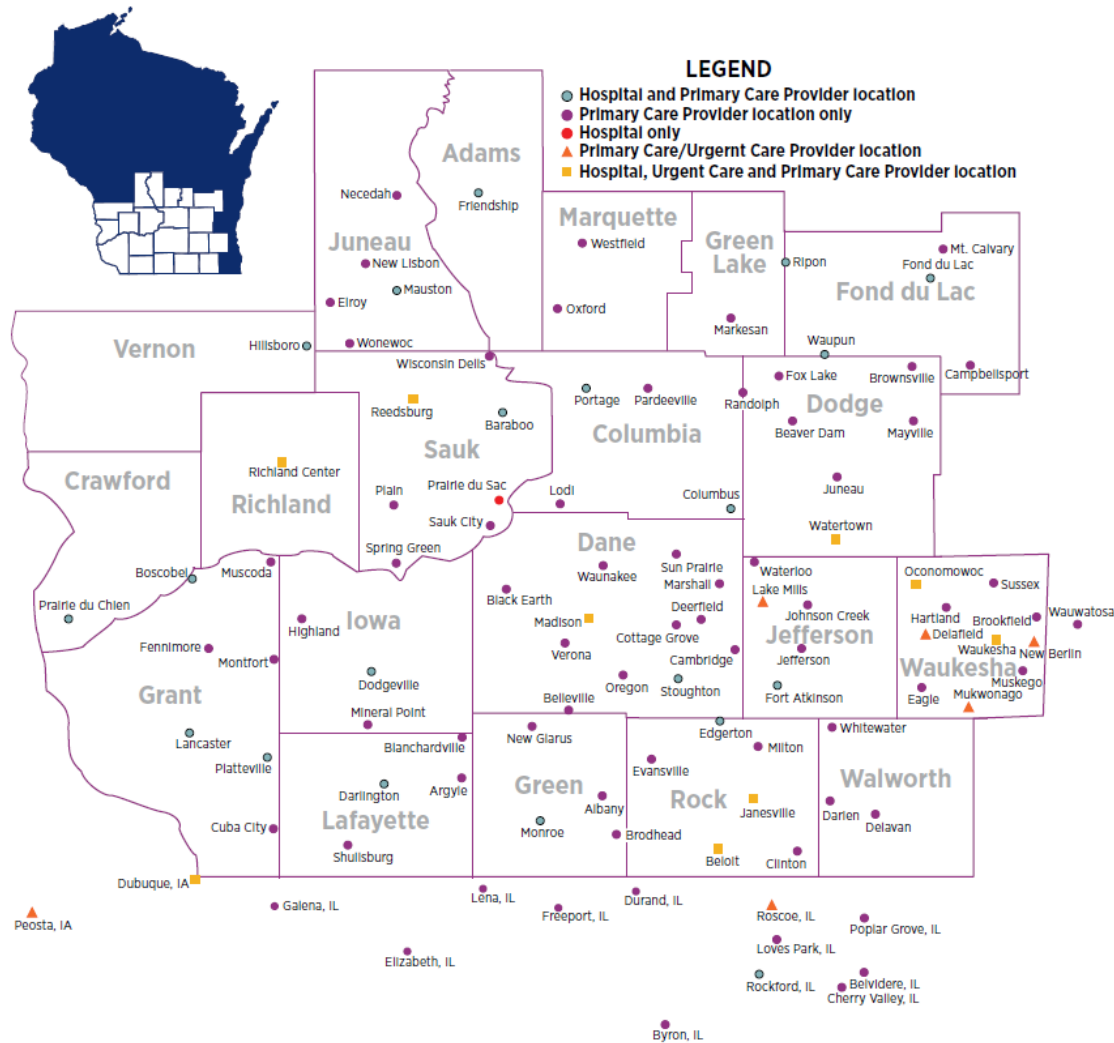 LEGEND
Hospital and Primary Care Provider location
Primary Care Provider location only
Hospital only
Primary Care/Urgernt Care Provider location
Hospital, Urgent Care and Primary Care Provider location
Adams
Friendship
Necedah
Juneau
New Lisbon
Mauston
Elroy
Wonewoc
Marquette
Westfield
Oxford
Green
Lake
Markesan
Ripon
Mt. Calvary
Fond du Lac
Fond du Lac
Waupun
Campbellsport
Vernon
Hillsboro
Wisconsin Dells
Reedsburg
Baraboo
Sauk
Plain
Prairie du Sac
Sauk City
Spring Green
Portage
Pardeeville
Columbia
Lodi
Columbus
Randolph
Fox Lake
Brownsville
Dodge
Beaver Dam
Mayville
Juneau
Watertown
Crawford
Richland Center
Richland
Boscobel
Muscoda
Prairie du Chien
Fennimore
Montfort
Grant
Lancaster
Platteville
Cuba City
Highland
Iowa
Dodgeville
Mineral Point
Dane
Waunakee
Sun Prairie
Marshall
Black Earth
Madison
Deerfield
Cottage Grove
Verona
Cambridge
Oregon
Stoughton
Belleville
Waterloo
Lake Mills
Johnson Creek
Jefferson
Jefferson
Fort Atkinson
Oconomowoc
Sussex
Hartland
Brookfield
Wauwatosa
Delafield
Waukesha
New Berlin
Waukesha
Muskego
Eagle
Mukwonago
Blanchardville
Darlington
Argyle
Lafayette
Shullsburg
New Glarus
Green
Albany
Monroe
Brodhead
Edgerton
Milton
Evansville
Rock
Janesville
Beloit
Clinton
Whitewater
Walworth
Darien
Delavan
Dubuque, IA
Peosta, IA
Galena, IL
Lena, IL
Freeport, IL
Durand, IL
Elizabeth, IL
Roscoe, IL
Poplar Grove, IL
Loves Park, IL
Rockford, IL
Belvidere, IL
Cherry Valley, IL
Byron, IL